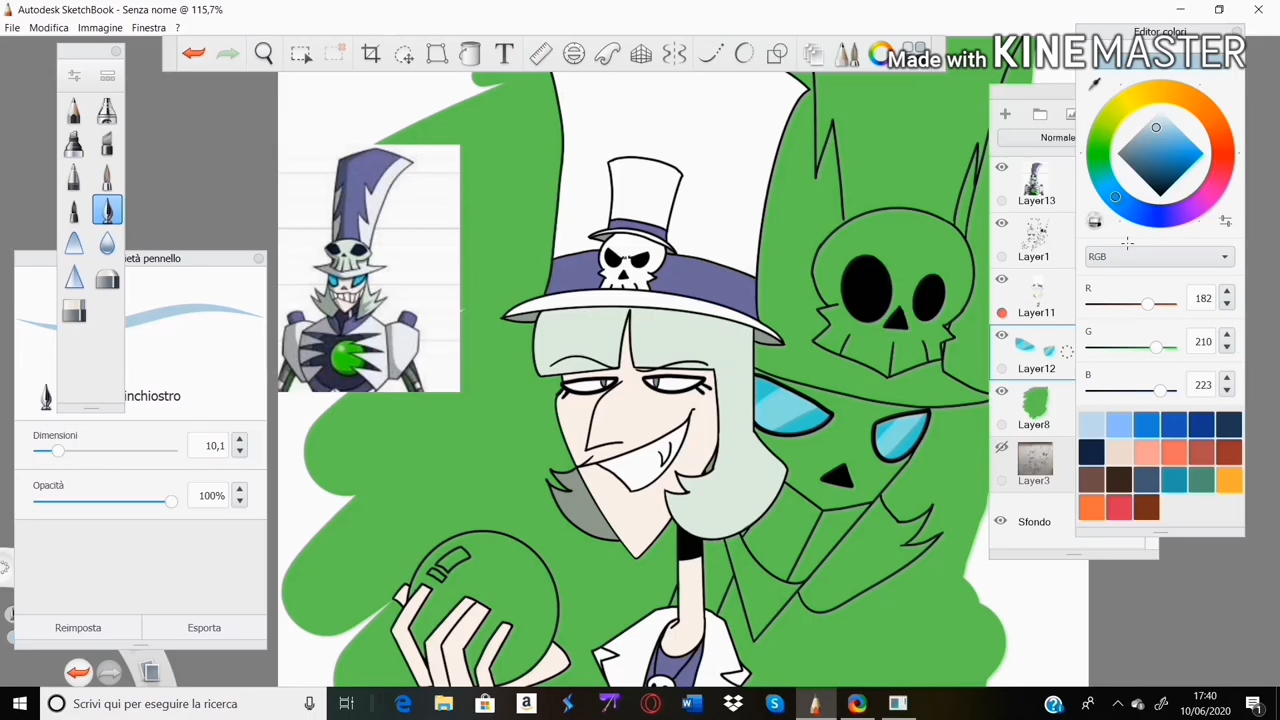 Autodesk SketchBook - Senza nome @ 115,7%
File Modifica Immagine Finestra ?
Made with KINEMASTER
Editor colori
Normale
Layer13
Layer1
Layer11
Layer12
Layer8
Layer3
Sfondo
RGB
R 182
G 210
B 223
età pennello
inchiostro
Dimensioni
10,1
Opacità
100%
Reimposta Esporta
Scrivi qui per eseguire la ricerca
17:40
10/06/2020